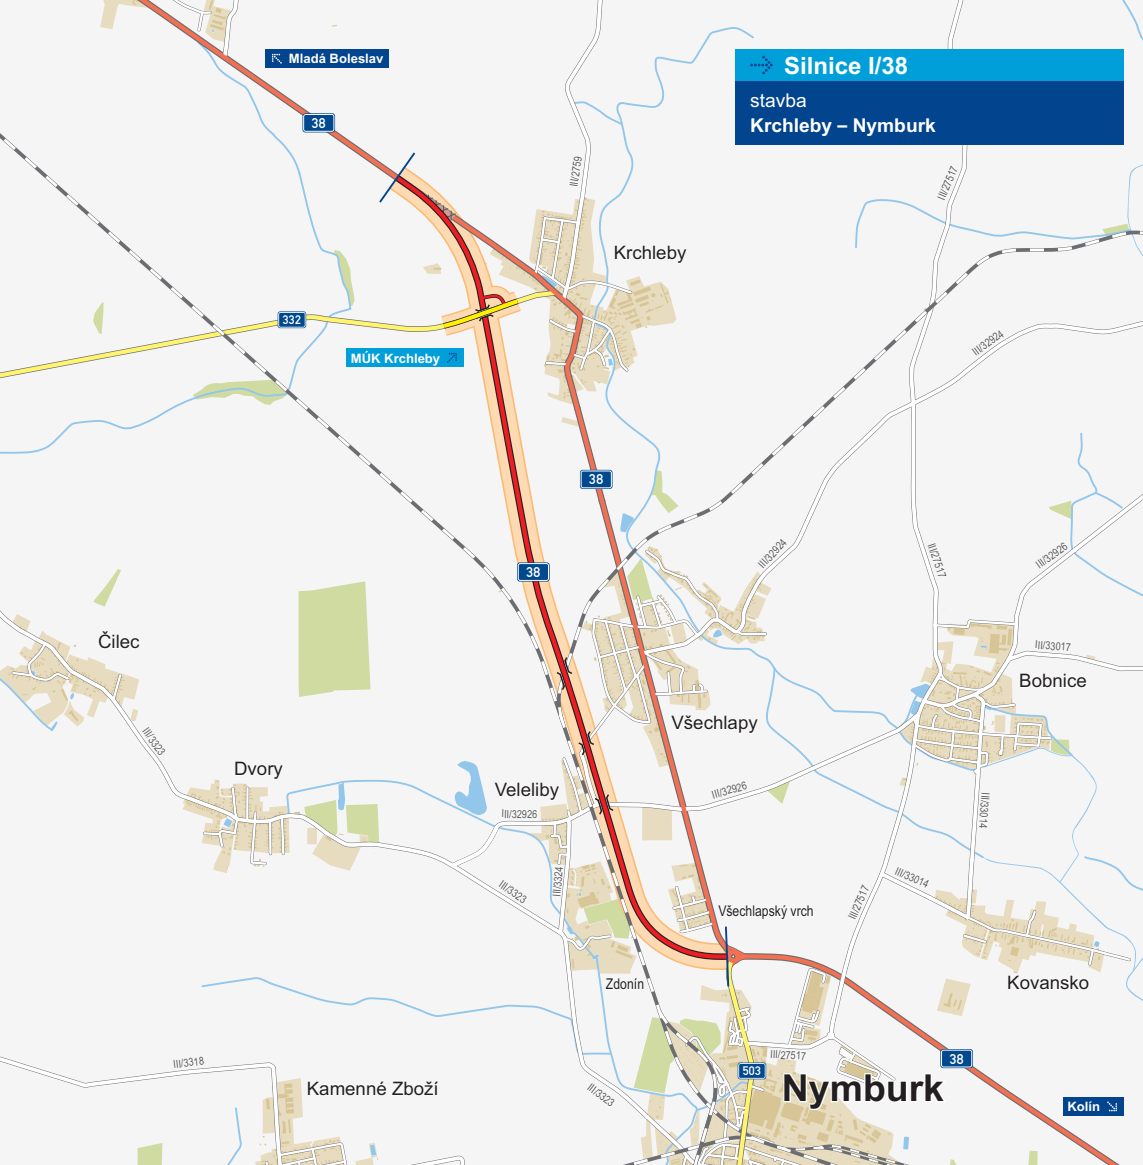 Mladá Boleslav
Silnice I/38
stavba
Krchleby – Nymburk
38
III/2759
III/27517
Krchleby
332
MÚK Krchleby
III/32924
38
38
III/32924
III/27517
III/32926
Čilec
III/33017
Bobnice
Všechlapy
III/3323
Dvory
Veleliby
III/32926
III/32926
III/33014
III/3324
III/3323
III/33014
III/27517
Všechlapský vrch
Zdonín
Kovansko
III/27517
38
III/3318
503
Kamenné Zboží
Nymburk
III/3323
Kolín